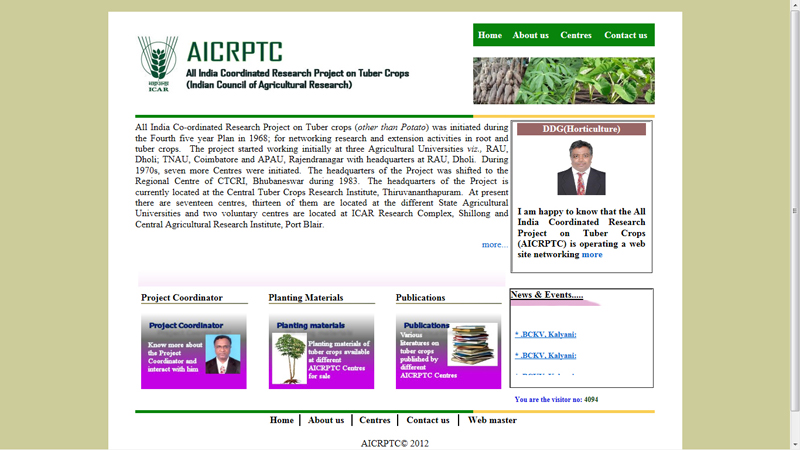 AICRPTC
All India Coordinated Research Project on Tuber Crops
(Indian Council of Agricultural Research)
ICAR
Home About us Centres Contact us
All India Co-ordinated Research Project on Tuber crops (other than Potato) was initiated during
the Fourth five year Plan in 1968; for networking research and extension activities in root and
tuber crops. The project started working initially at three Agricultural Universities viz., RAU,
Dholi; TNAU, Coimbatore and APAU, Rajendranagar with headquarters at RAU, Dholi. During
1970s, seven more Centres were initiated. The headquarters of the Project was shifted to the
Regional Centre of CTCRI, Bhubaneswar during 1983. The headquarters of the Project is
currently located at the Central Tuber Crops Research Institute, Thiruvananthapuram. At present
there are seventeen centres, thirteen of them are located at the different State Agricultural
Universities and two voluntary centres are located at ICAR Research Complex, Shillong and
Central Agricultural Research Institute, Port Blair.
more...
DDG(Horticulture)
I am happy to know that the All
India Coordinated Research
Project on Tuber Crops
(AICRPTC) is operating a web
site networking more
Project Coordinator
Project Coordinator
Know more about
the Project
Coordinator and
interact with him
Planting Materials
Planting materials
Planting materials of
tuber crops available
at different
AICRPTC Centres
for sale
Publications
Publications
Various
literatures on
tuber crops
published by
different
AICRPTC Centres
News & Events.....
* .BCKV, Kalyani:
* .BCKV, Kalyani:
You are the visitor no: 4094
Home About us Centres Contact us Web master
AICRPTC© 2012